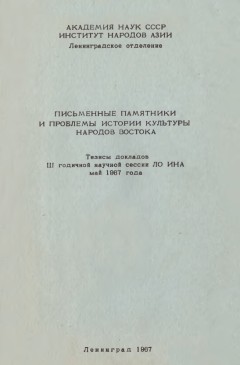 АКАДЕМИЯ НАУК СССР
ИНСТИТУТ НАРОДОВ АЗИИ
Ленинградское отделение
ПИСЬМЕННЫЕ ПАМЯТНИКИ
И ПРОБЛЕМЫ ИСТОРИИ КУЛЬТУРЫ
НАРОДОВ ВОСТОКА
Тезисы докладов
III годичной научной сессии ЛО ИНА
май 1967 года
Ленинград 1967